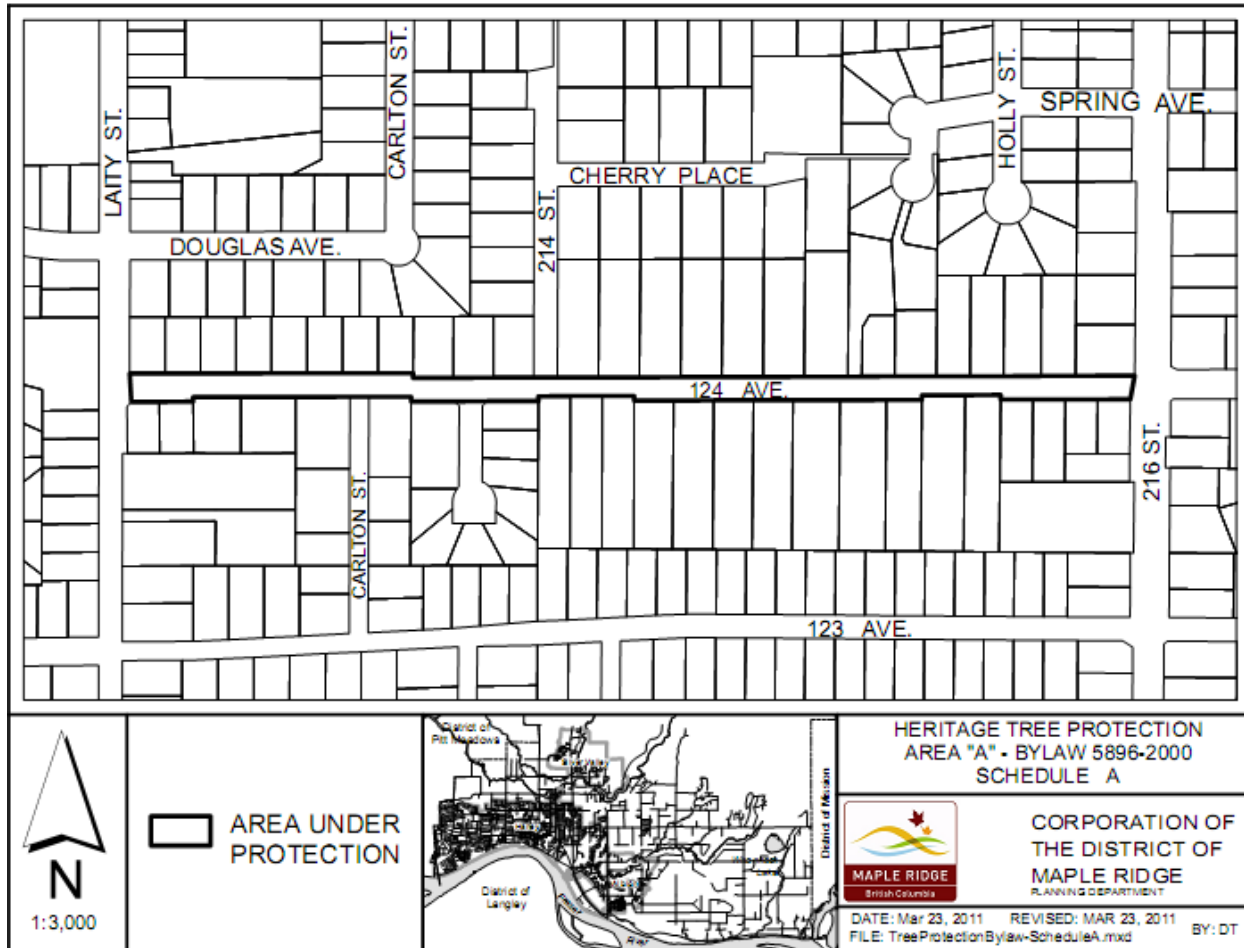 LAITY ST.
CARLTON ST.
HOLLY ST.
SPRING AVE.
CHERRY PLACE
214 ST.
DOUGLAS AVE.
124 AVE.
216 ST.
CARLTON ST.
123 AVE.
N
1:3,000
AREA UNDER
PROTECTION
District of
Pitt Meadows
District of Mission
District of
Langley
River
HERITAGE TREE PROTECTION
AREA "A" - BYLAW 5896-2000
SCHEDULE A
MAPLE RIDGE
British Columbia
CORPORATION OF
THE DISTRICT OF
MAPLE RIDGE
PLANNING DEPARTMENT
DATE: Mar 23, 2011 REVISED: MAR 23, 2011
FILE: TreeProtectionBylaw-ScheduleA.mxd BY: DT